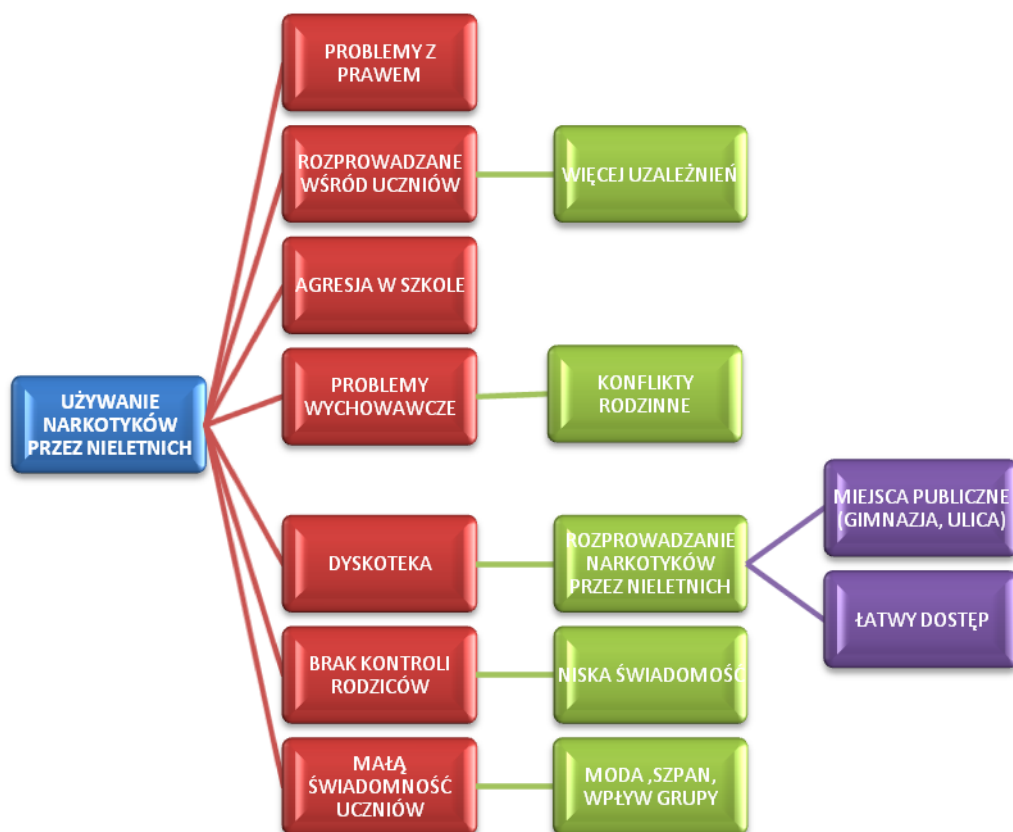 PROBLEMY Z
PRAWEM
ROZPROWADZANE
WŚRÓD UCZNIÓW
WIĘCEJ UZALEŻNIEŃ
AGRESJA W SZKOLE
UŻYWANIE
NARKOTYKÓW
PRZEZ NIELETNICH
PROBLEMY
WYCHOWAWCZE
KONFLIKTY
RODZINNE
DYSKOTEKA
ROZPROWADZANIE
NARKOTYKÓW
PRZEZ NIELETNICH
MIEJSCA PUBLICZNE
(GIMNAZJA, ULICA)
ŁATWY DOSTĘP
BRAK KONTROLI
RODZICÓW
NISKA ŚWIADOMOŚĆ
MAŁĄ
ŚWIADOMNOŚĆ
UCZNIÓW
MODA ,SZPAN,
WPŁYW GRUPY